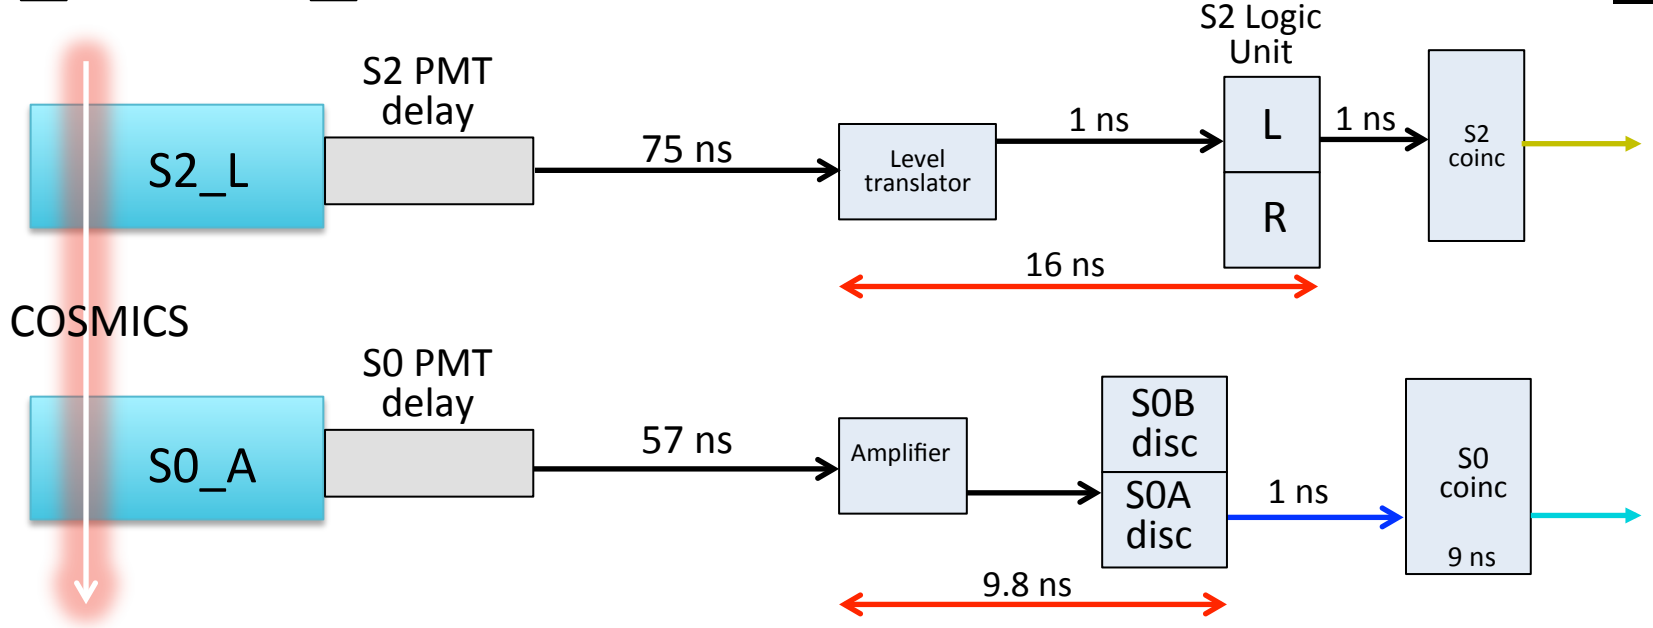 S2 Logic
Unit
S2 PMT
delay
S2_L
75 ns
Level
translator
1 ns
L
R
1 ns
S2
coinc
16 ns
COSMICS
S0 PMT
delay
S0_A
57 ns
Amplifier
S0B
disc
S0A
disc
1 ns
S0
coinc
9 ns
9.8 ns